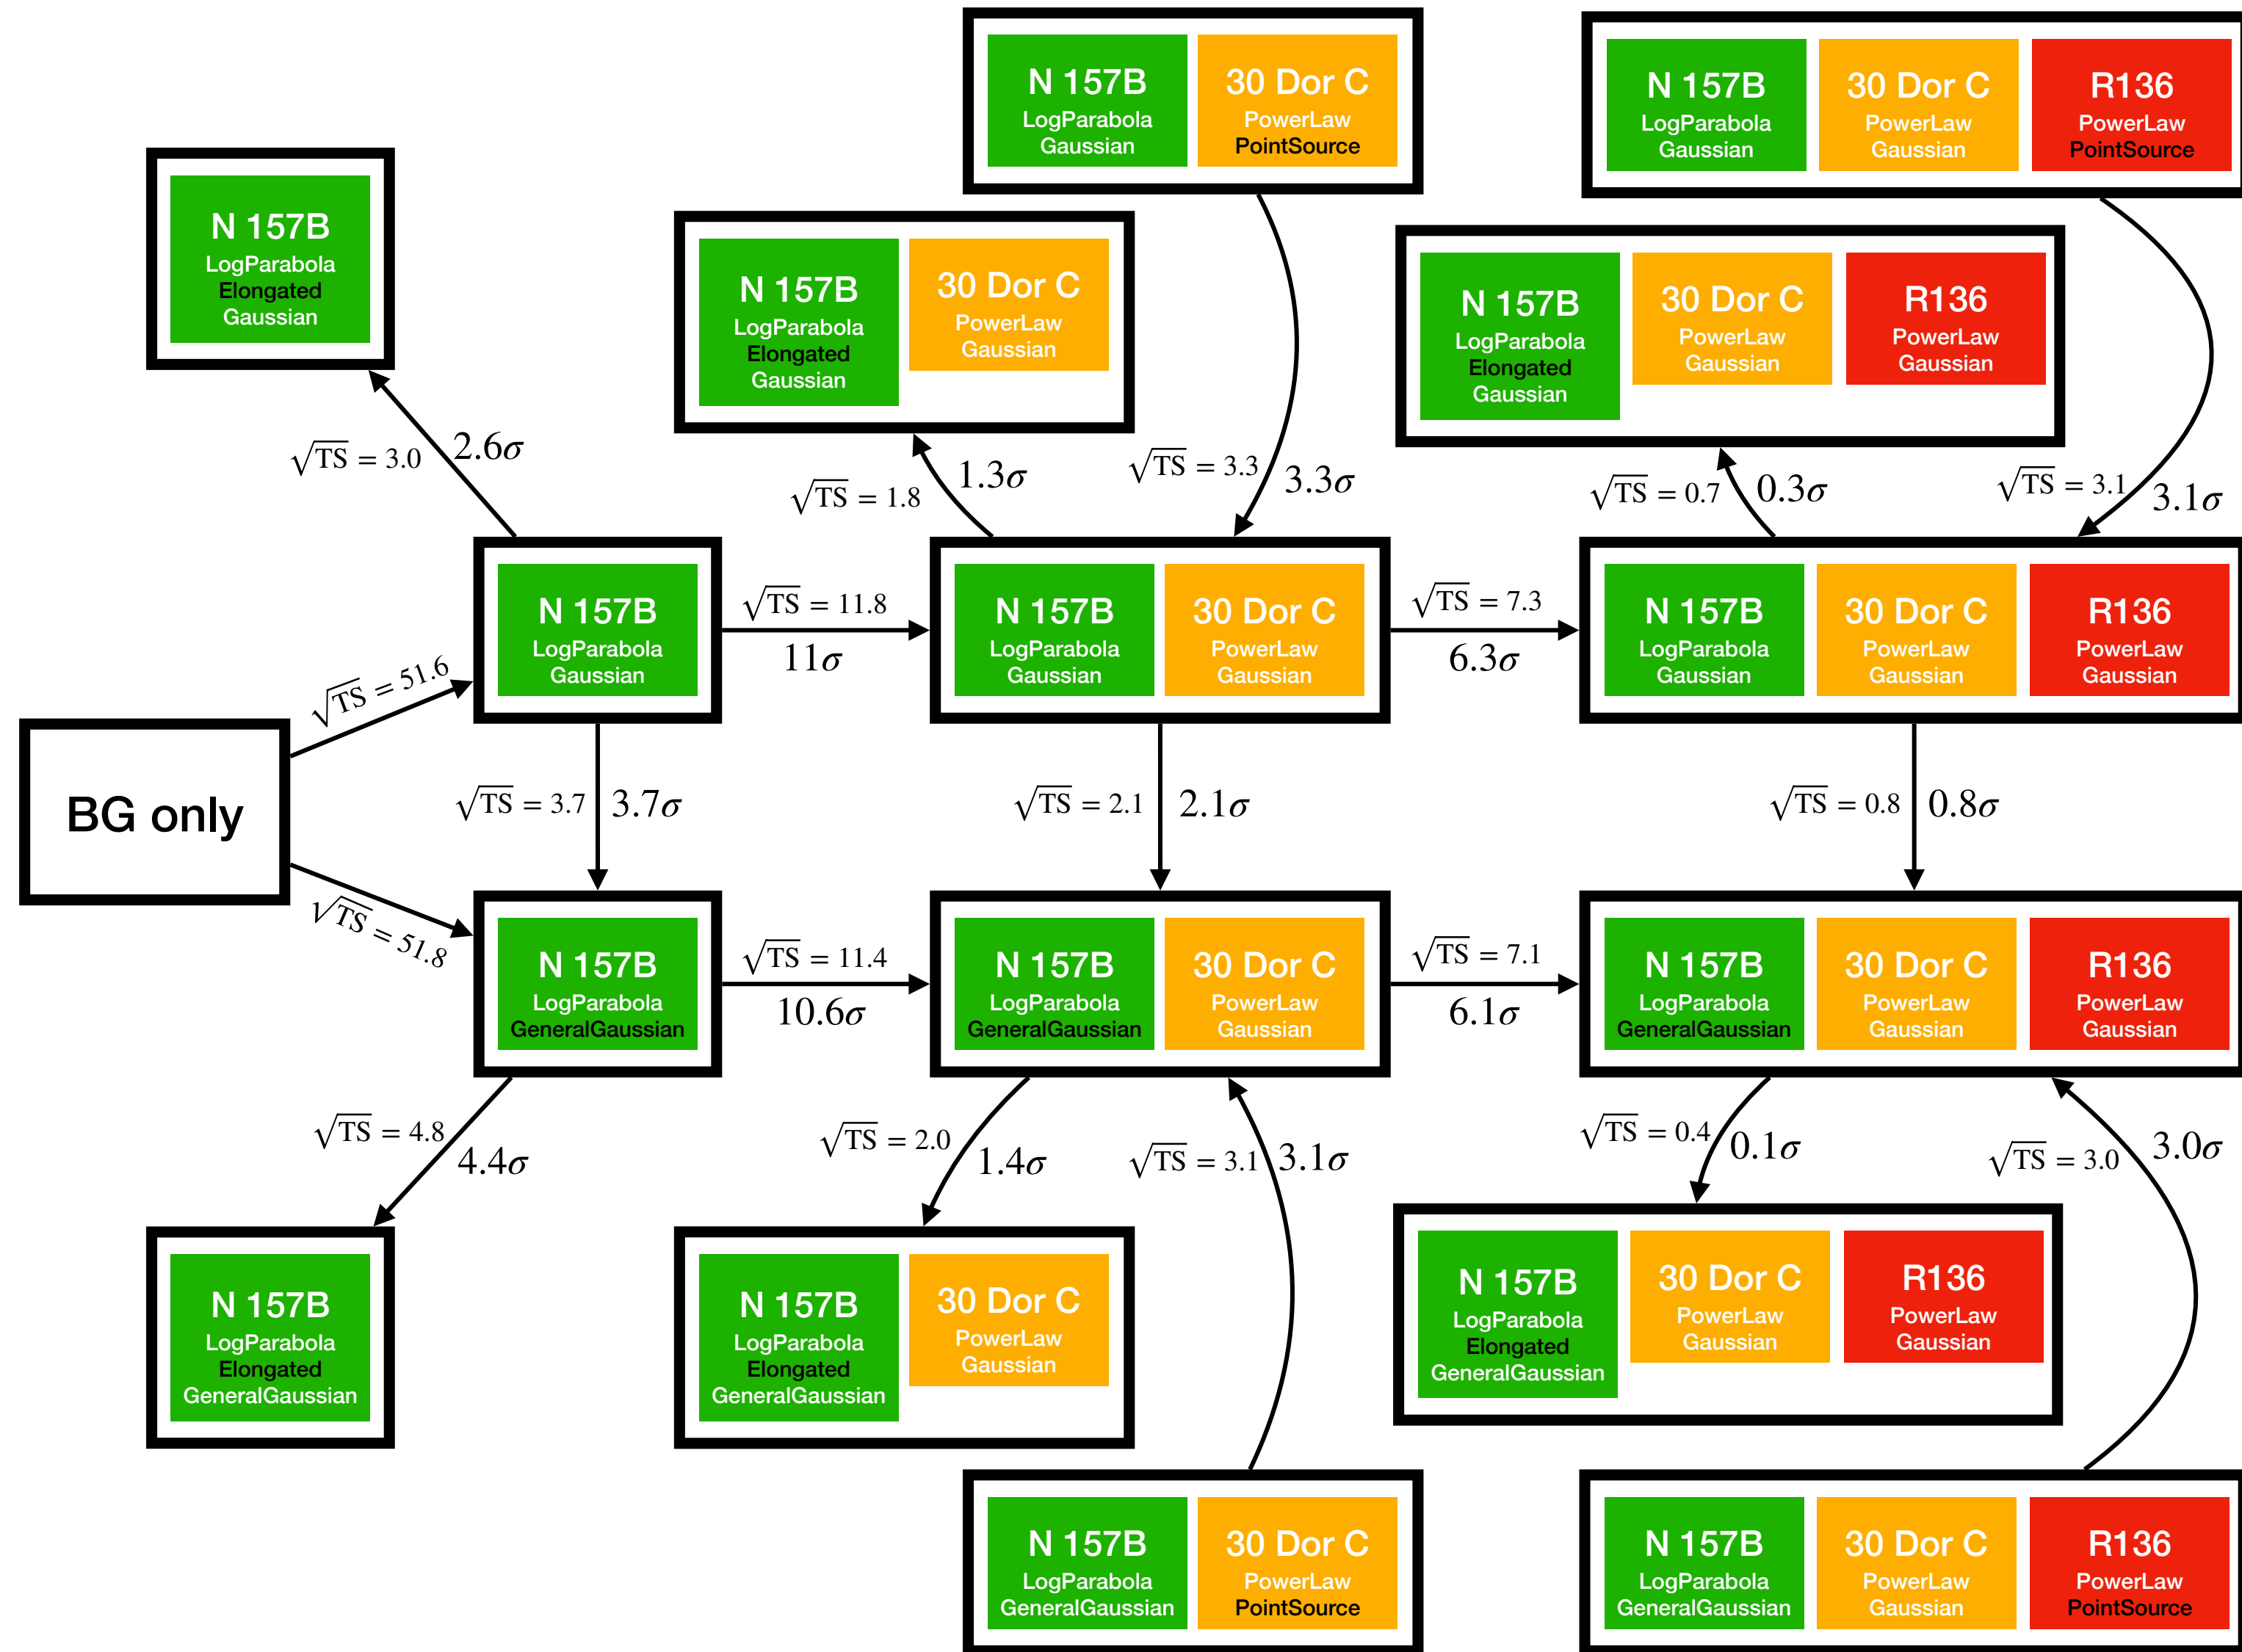 N 157B
LogParabola
Gaussian
30 Dor C
PowerLaw
PointSource
N 157B
LogParabola
Gaussian
30 Dor C
PowerLaw
Gaussian
R136
PowerLaw
PointSource
N 157B
LogParabola
Elongated
Gaussian
N 157B
LogParabola
Elongated
Gaussian
30 Dor C
PowerLaw
Gaussian
N 157B
LogParabola
Elongated
Gaussian
30 Dor C
PowerLaw
Gaussian
R136
PowerLaw
Gaussian
√TS = 3.0
2.6σ
√TS = 1.8
1.3σ
√TS = 3.3
3.3σ
√TS = 0.7
0.3σ
√TS = 3.1
3.1σ
N 157B
LogParabola
Gaussian
√TS = 11.8
11σ
N 157B
LogParabola
Gaussian
30 Dor C
PowerLaw
Gaussian
√TS = 7.3
6.3σ
N 157B
LogParabola
Gaussian
30 Dor C
PowerLaw
Gaussian
R136
PowerLaw
Gaussian
√TS = 51.6
BG only
√TS = 51.8
√TS = 3.7
3.7σ
√TS = 2.1
2.1σ
√TS = 0.8
0.8σ
N 157B
LogParabola
GeneralGaussian
√TS = 11.4
10.6σ
N 157B
LogParabola
GeneralGaussian
30 Dor C
PowerLaw
Gaussian
√TS = 7.1
6.1σ
N 157B
LogParabola
GeneralGaussian
30 Dor C
PowerLaw
Gaussian
R136
PowerLaw
Gaussian
√TS = 4.8
4.4σ
√TS = 2.0
1.4σ
√TS = 3.1
3.1σ
√TS = 0.4
0.1σ
√TS = 3.0
3.0σ
N 157B
LogParabola
Elongated
GeneralGaussian
N 157B
LogParabola
Elongated
GeneralGaussian
30 Dor C
PowerLaw
Gaussian
N 157B
LogParabola
Elongated
GeneralGaussian
30 Dor C
PowerLaw
Gaussian
R136
PowerLaw
Gaussian
N 157B
LogParabola
GeneralGaussian
30 Dor C
PowerLaw
PointSource
N 157B
LogParabola
GeneralGaussian
30 Dor C
PowerLaw
Gaussian
R136
PowerLaw
PointSource